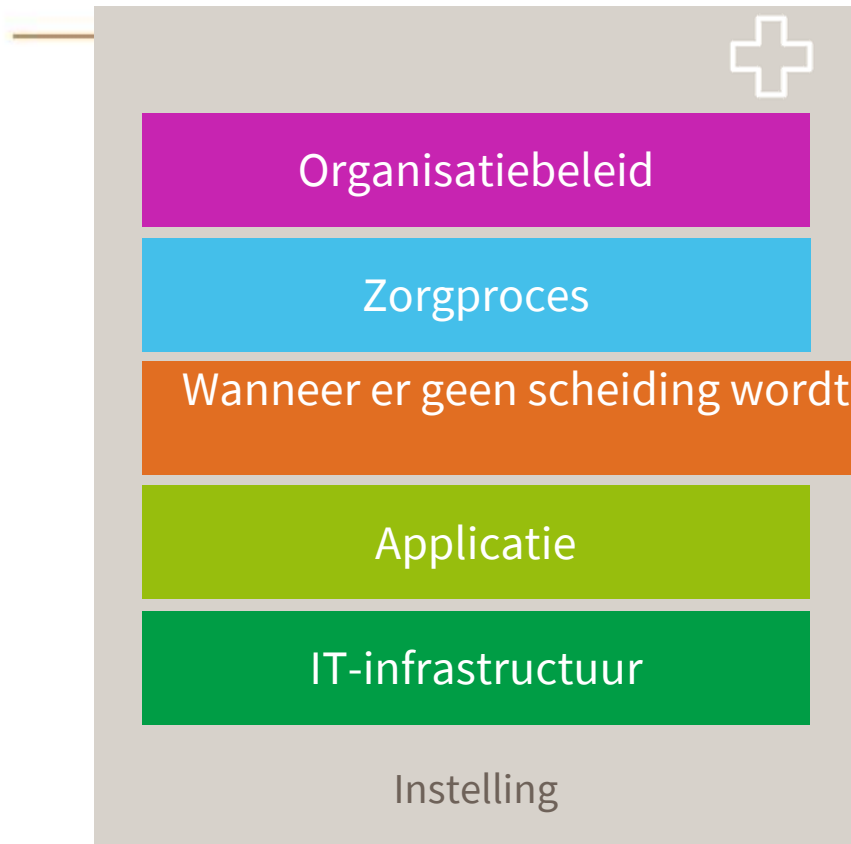 Organisatiebeleid
Zorgproces
Wanneer er geen scheiding wordt
Applicatie
IT-infrastructuur
Instelling